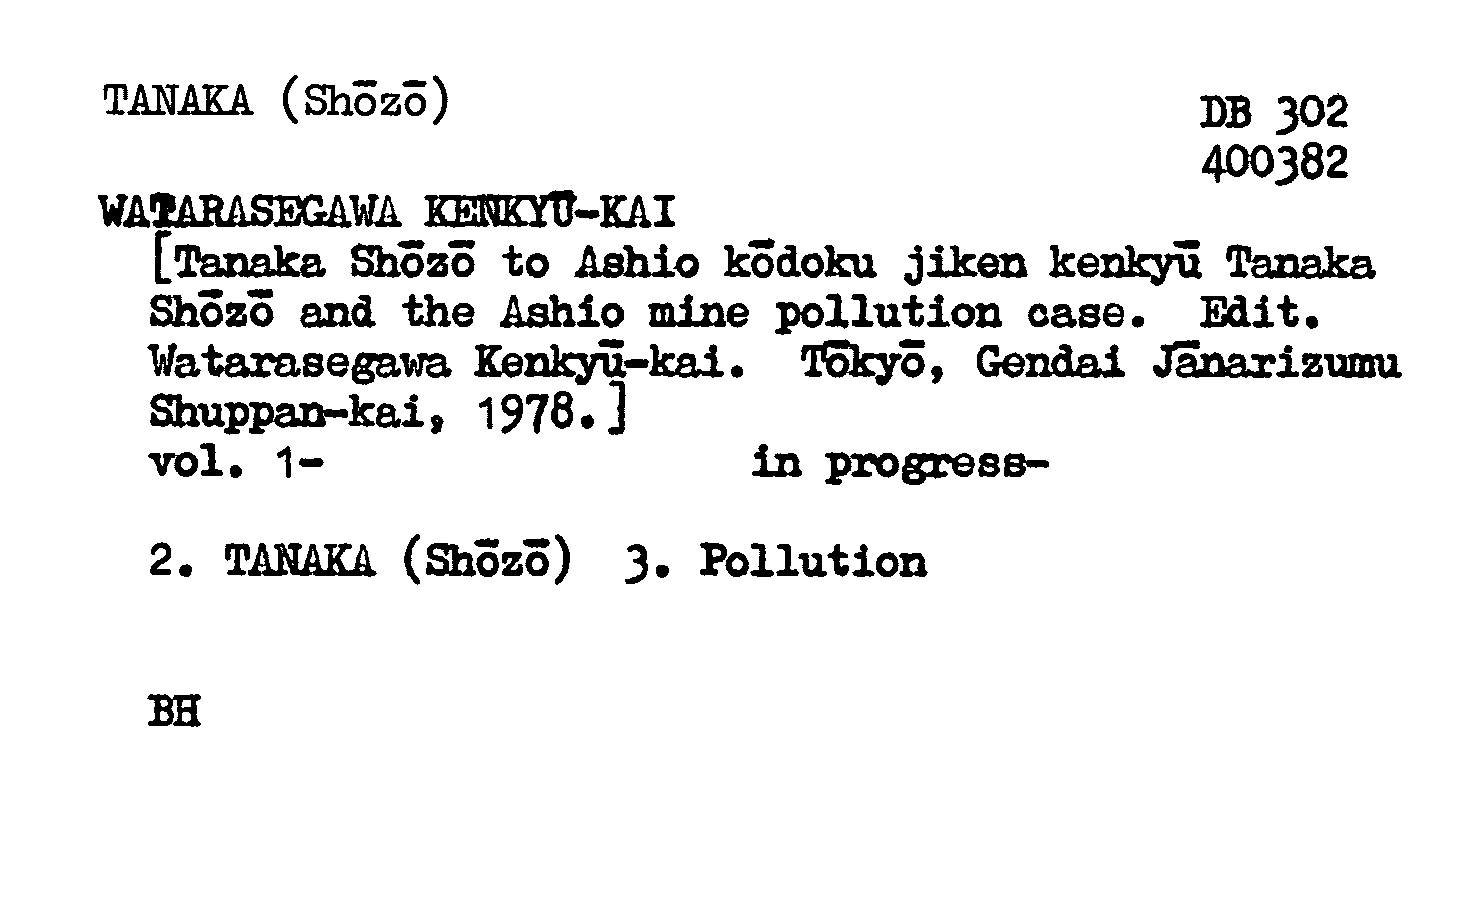 TANAKA (Shōzō)
DB 302
400382
WATARASEGAWA KENKYŪ-KAI
[Tanaka Shōzō to Ashio kōdoku jiken kenkyū Tanaka
Shōzō and the Ashio mine pollution case. Edit.
Watarasegawa Kenkyū-kai. Tōkyō, Gendai Jānarizumu
Shuppan-kai, 1978.]
vol. 1- in progress-
2. TANAKA (Shōzō) 3. Pollution
BH